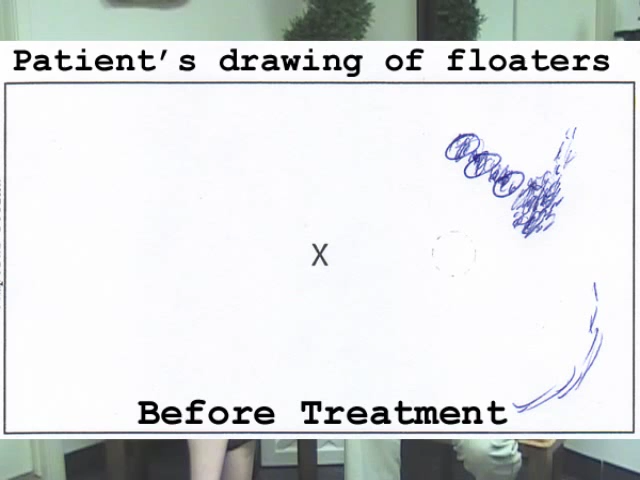 Patient's drawing of floaters
X
Before Treatment